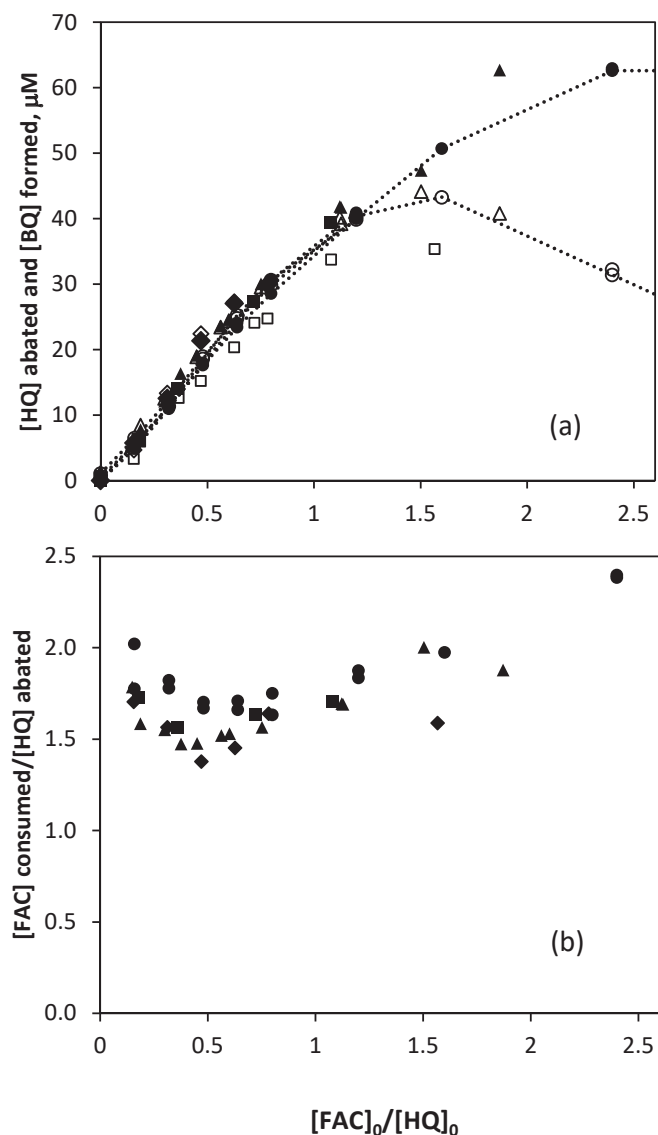 70
60
50
40
30
20
10
0
0 0.5 1 1.5 2 2.5
[HQ] abated and [BQ] formed, µM
(a)
2.5
2.0
1.5
1.0
0.5
0.0
0 0.5 1 1.5 2 2.5
[FAC] consumed/[HQ] abated
(b)
[FAC]₀/[HQ]₀